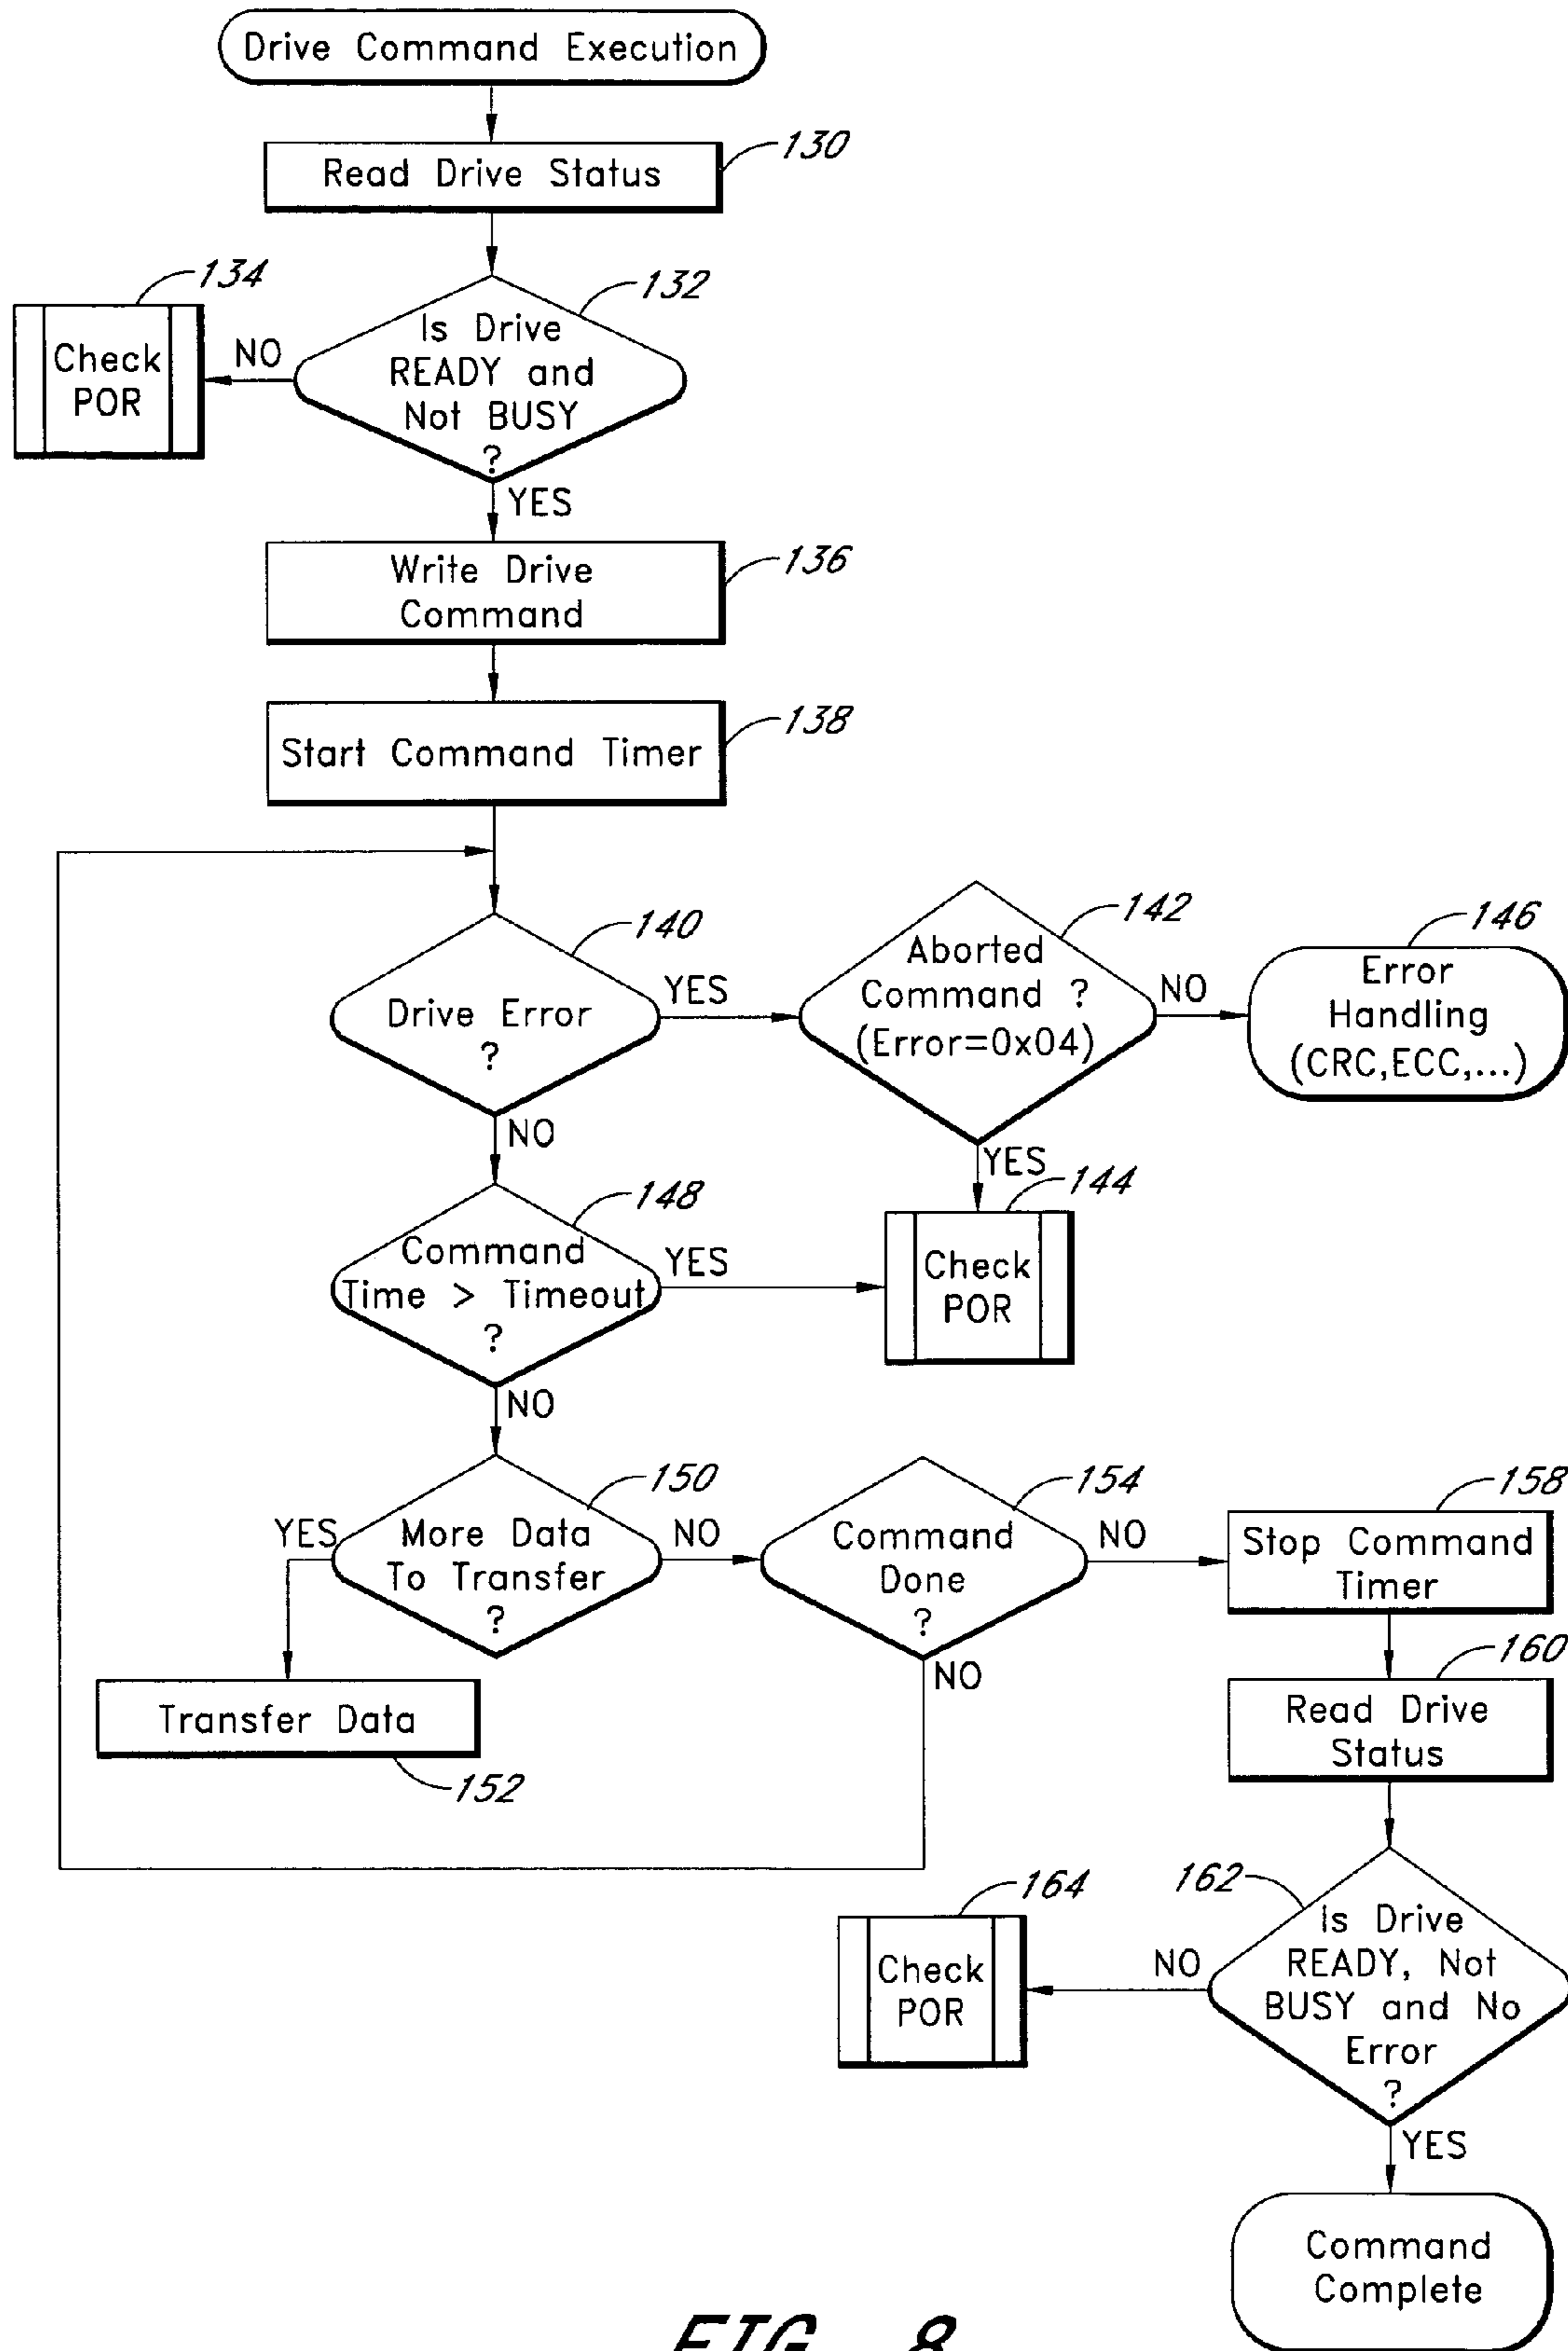 Drive Command Execution
130
Read Drive Status
134
132
Check
POR
NO
Is Drive
READY and
Not BUSY
?
YES
136
Write Drive
Command
138
Start Command Timer
140
Drive Error
?
YES
142
Aborted
Command ?
(Error=0x04)
NO
146
Error
Handling
(CRC,ECC,...)
NO
YES
144
148
Command
Time > Timeout
?
YES
Check
POR
NO
150
YES
More Data
To Transfer
?
NO
154
Command
Done
?
NO
158
Stop Command
Timer
NO
Transfer Data
152
160
Read Drive
Status
162
164
Check
POR
NO
Is Drive
READY, Not
BUSY and No
Error
?
YES
Command
Complete
FIG. 8